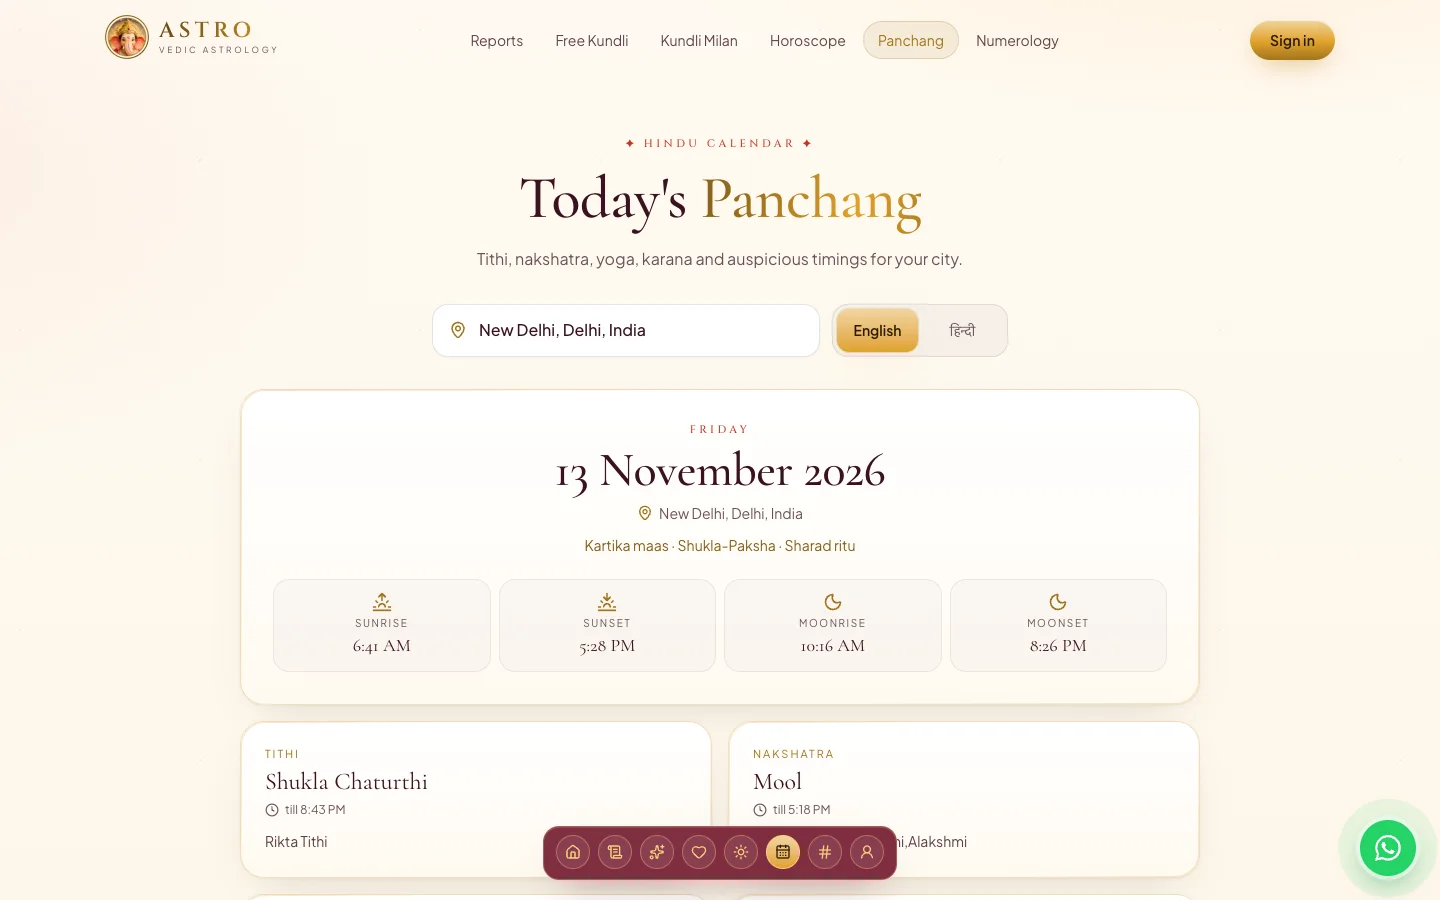 ASTRO
VEDIC ASTROLOGY
Reports
Free Kundli
Kundli Milan
Horoscope
Panchang
Numerology
Sign in
✦ HINDU CALENDAR ✦
Today's Panchang
Tithi, nakshatra, yoga, karana and auspicious timings for your city.
New Delhi, Delhi, India
English
हिन्दी
FRIDAY
13 November 2026
New Delhi, Delhi, India
Kartika maas · Shukla-Paksha · Sharad ritu
SUNRISE
6:41 AM
SUNSET
5:28 PM
MOONRISE
10:16 AM
MOONSET
8:26 PM
TITHI
Shukla Chaturthi
till 8:43 PM
Rikta Tithi
NAKSHATRA
Mool
till 5:18 PM
Alakshmi